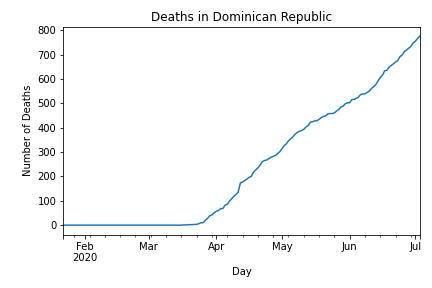 Deaths in Dominican Republic
800
700
600
500
400
300
200
100
0
Number of Deaths
Feb
2020
Mar
Apr
May
Jun
Jul
Day